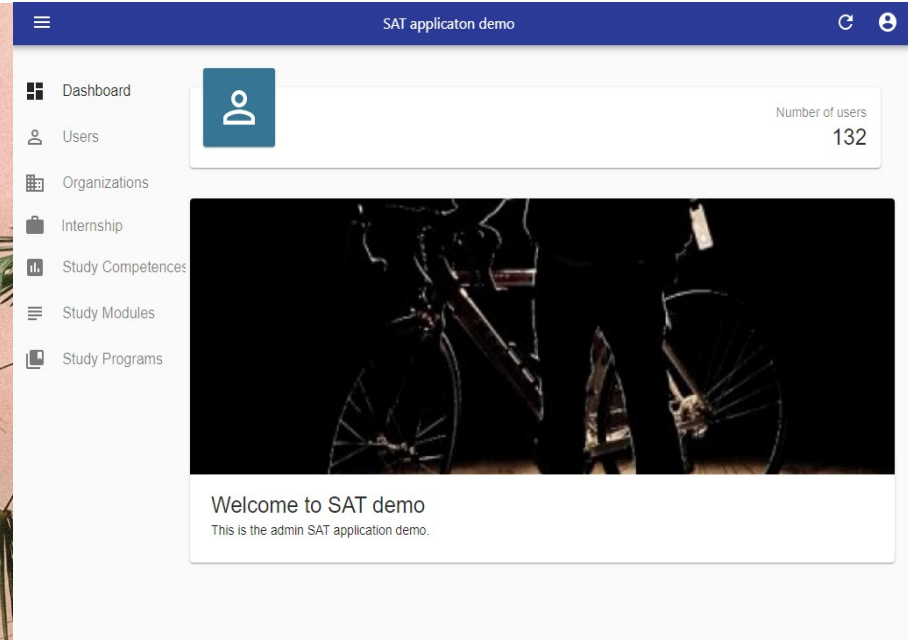 SAT applicaton demo
Dashboard
Users
Organizations
Internship
Study Competences
Study Modules
Study Programs
Number of users
132
Welcome to SAT demo
This is the admin SAT application demo.